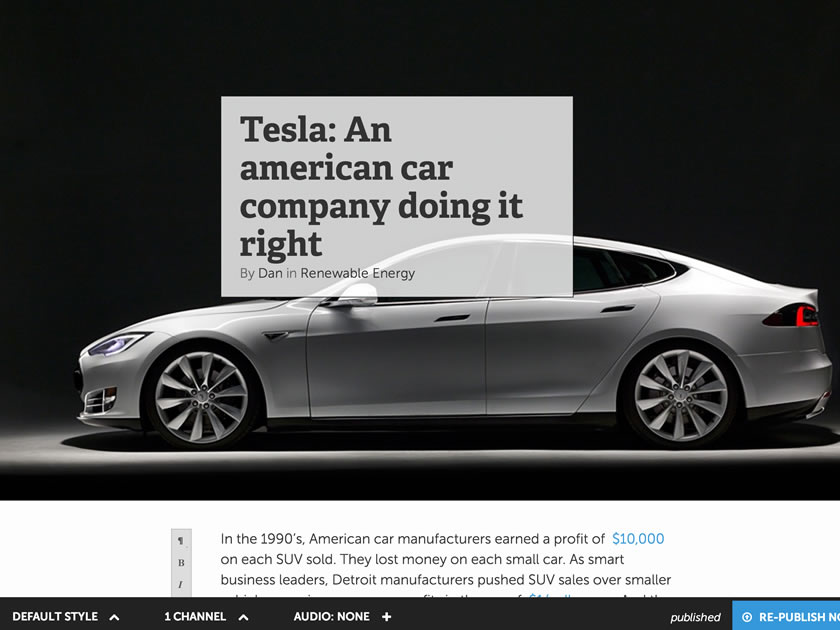 Tesla: An
american car
company doing it
right
By Dan in Renewable Energy
¶
B
I
In the 1990's, American car manufacturers earned a profit of $10,000
on each SUV sold. They lost money on each small car. As smart
business leaders, Detroit manufacturers pushed SUV sales over smaller
DEFAULT STYLE 1 CHANNEL AUDIO: NONE + published RE-PUBLISH